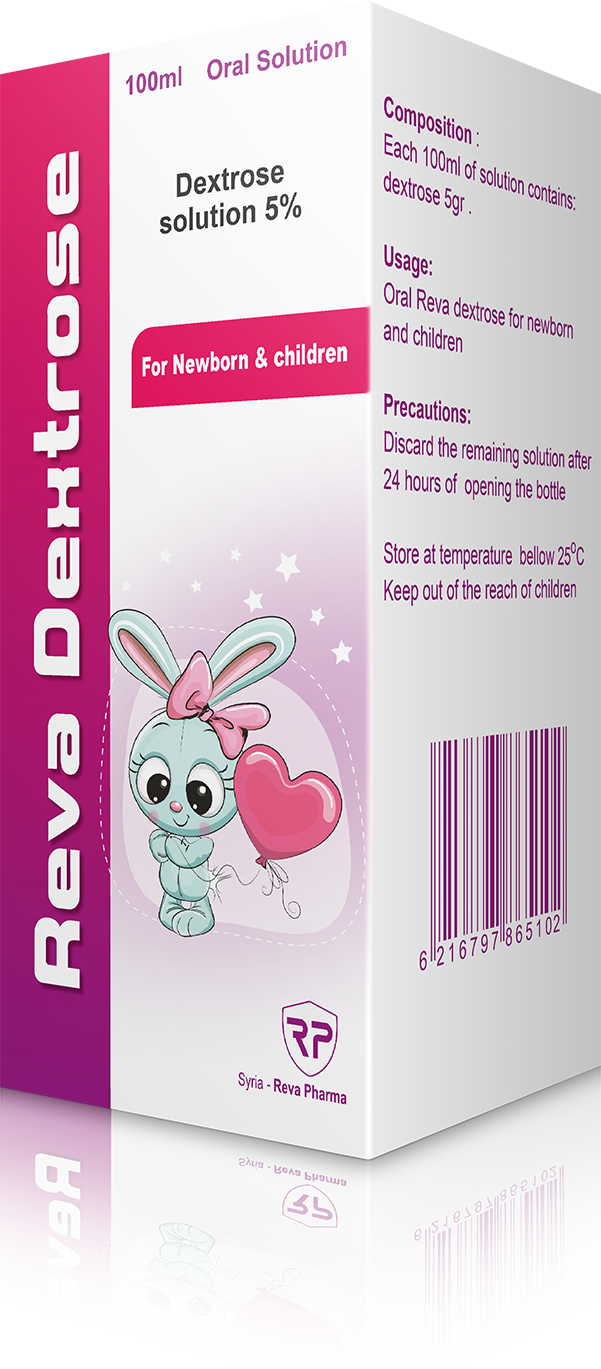 Reva Dextrose
100ml Oral Solution
Dextrose
solution 5%
For Newborn & children
RP
Syria - Reva Pharma
Composition :
Each 100ml of solution contains:
dextrose 5gr .
Usage:
Oral Reva dextrose for newborn
and children
Precautions:
Discard the remaining solution after
24 hours of opening the bottle
Store at temperature bellow 25⁰C
Keep out of the reach of children
6 216797 865102